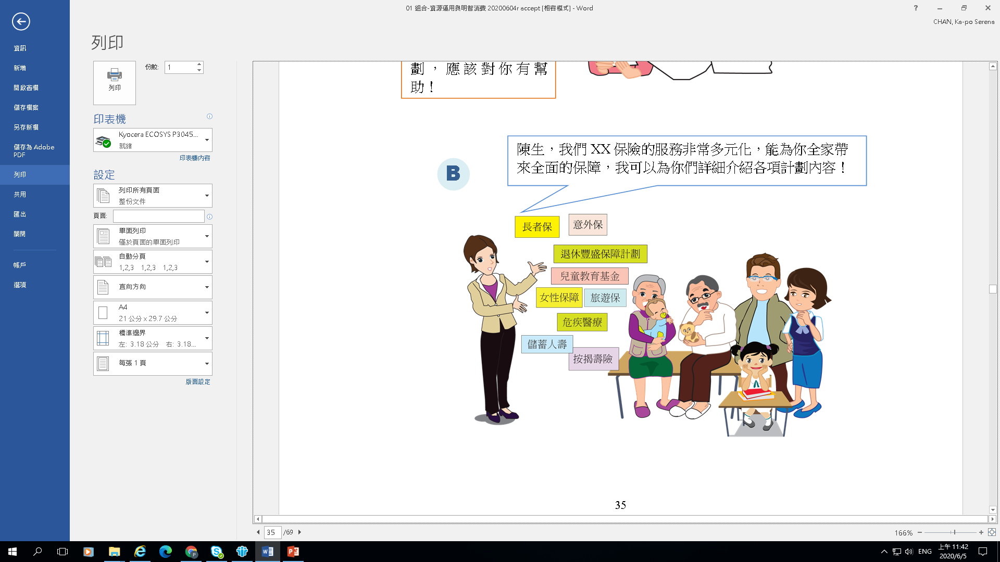 01 組合-資源運用與明智消費 20200604r accept [相容模式] - Word
?
CHAN, Ka-po Serena
資訊
新增
開啟舊檔
儲存檔案
另存新檔
儲存為 Adobe
PDF
列印
共用
匯出
關閉
帳戶
選項
列印
列印
份數: 1
印表機
Kyocera ECOSYS P3045...
就緒
印表機內容
設定
列印所有頁面
整份文件
頁面:
單面列印
僅於頁面的單面列印
自動分頁
1,2,3 1,2,3 1,2,3
直向方向
A4
21 公分 x 29.7 公分
標準邊界
左: 3.18 公分 右: 3.18...
每張 1 頁
版面設定
劃，應該對你有幫
助！
B
陳生，我們 XX 保險的服務非常多元化，能為你全家帶
來全面的保障，我可以為你們詳細介紹各項計劃內容！
長者保
意外保
退休豐盛保障計劃
兒童教育基金
女性保障
旅遊保
危疾醫療
儲蓄人壽
按揭壽險
35
35 /69
166%
ENG
上午 11:42
2020/6/5